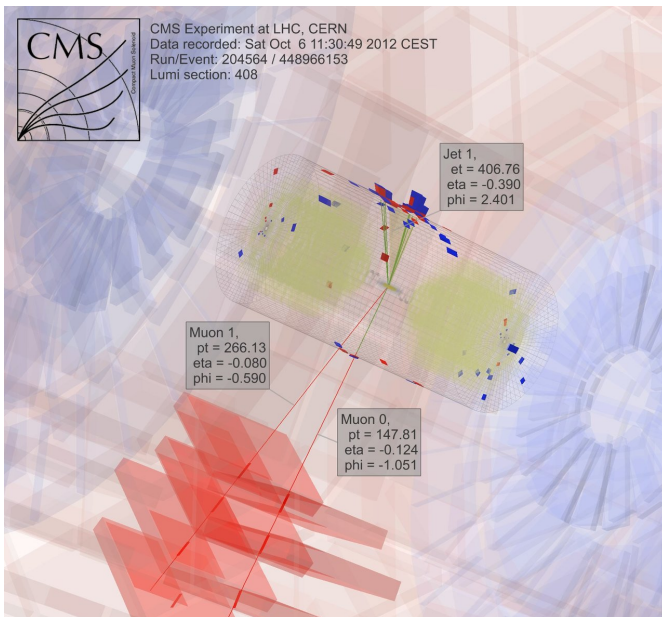 CMS
Compact Muon Solenoid
CMS Experiment at LHC, CERN
Data recorded: Sat Oct 6 11:30:49 2012 CEST
Run/Event: 204564 / 448966153
Lumi section: 408
Jet 1,
et = 406.76
eta = -0.390
phi = 2.401
Muon 1,
pt = 266.13
eta = -0.080
phi = -0.590
Muon 0,
pt = 147.81
eta = -0.124
phi = -1.051